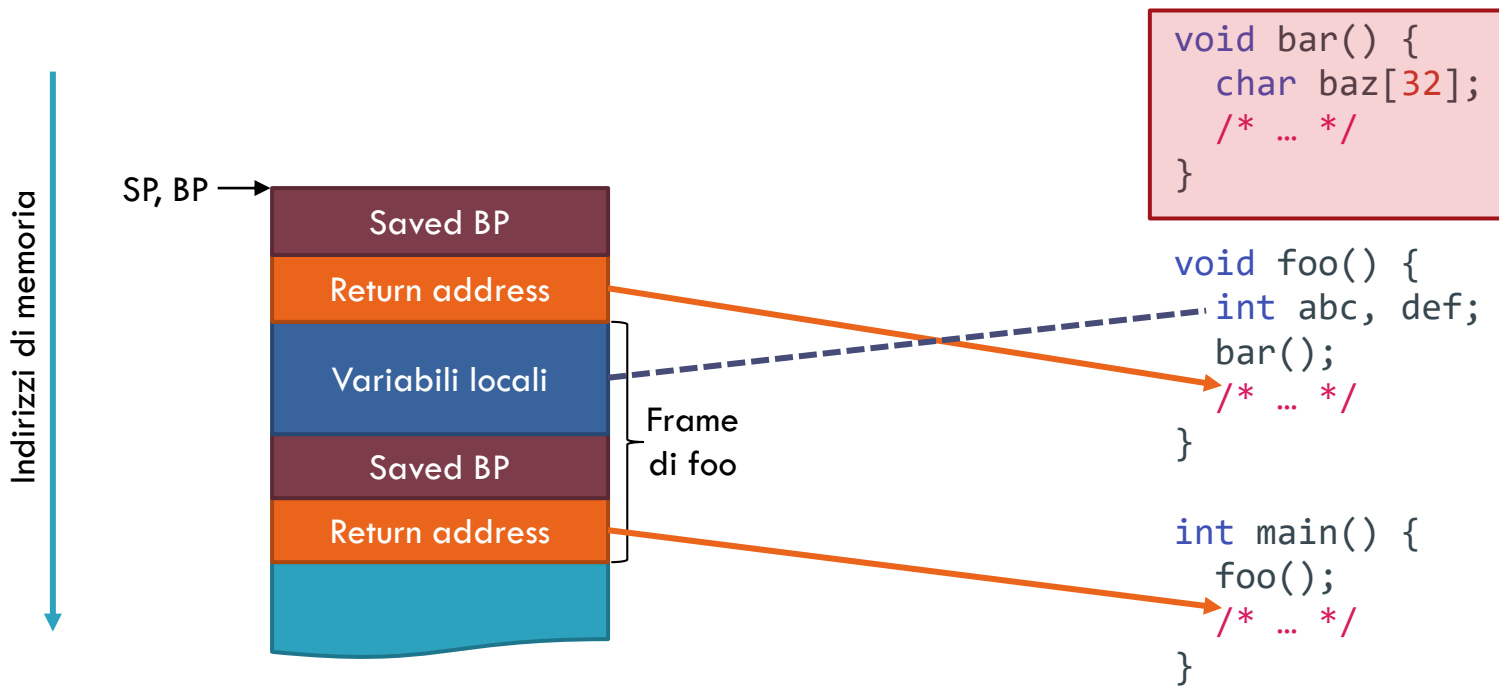 Indirizzi di memoria
SP, BP
Saved BP
Return address
Variabili locali
Saved BP
Return address
Frame
di foo
void bar() {
  char baz[32];
  /* … */
}
void foo() {
  int abc, def;
  bar();
  /* … */
}
int main() {
  foo();
  /* … */
}